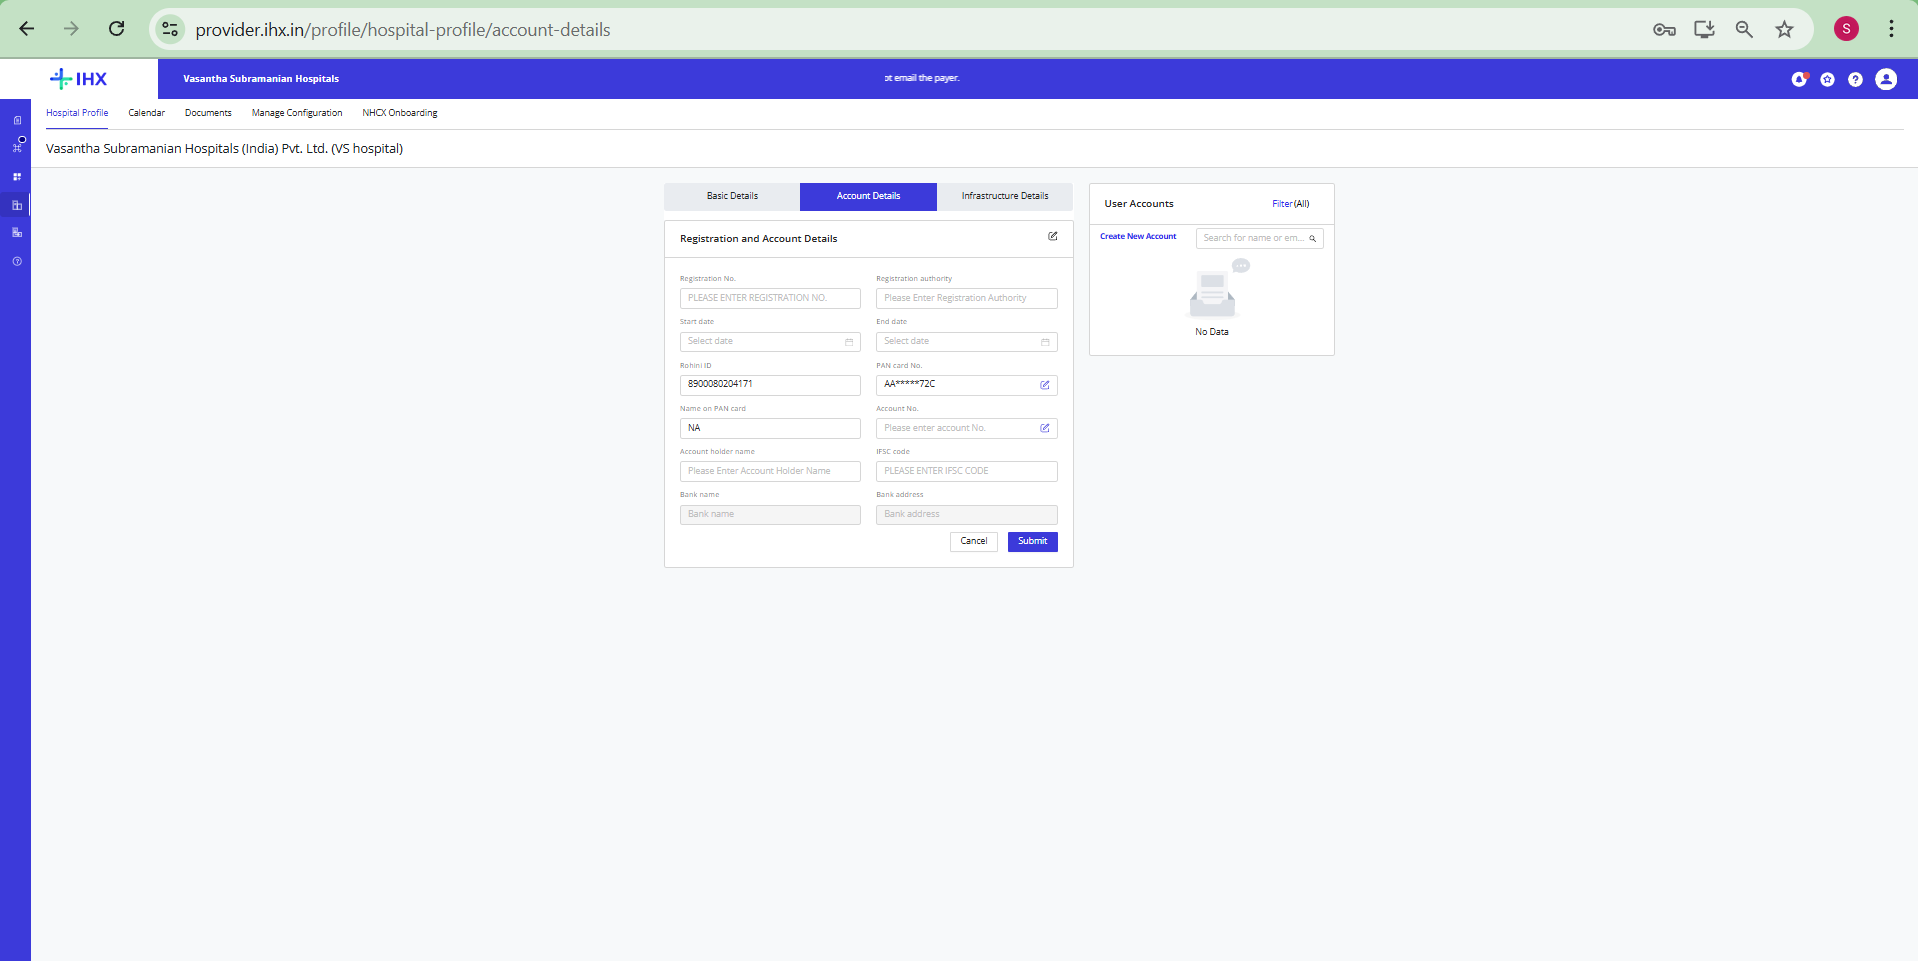 provider.ihx.in/profile/hospital-profile/account-details
S
IHX
Vasantha Subramanian Hospitals
ot email the payer.
Hospital Profile
Calendar
Documents
Manage Configuration
NHCX Onboarding
Vasantha Subramanian Hospitals (India) Pvt. Ltd. (VS hospital)
Basic Details
Account Details
Infrastructure Details
Registration and Account Details
Registration No.
Registration authority
PLEASE ENTER REGISTRATION NO.
Please Enter Registration Authority
Start date
End date
Select date
Select date
Rohini ID
PAN card No.
8900080204171
AA*****72C
Name on PAN card
Account No.
NA
Please enter account No.
Account holder name
IFSC code
Please Enter Account Holder Name
PLEASE ENTER IFSC CODE
Bank name
Bank address
Bank name
Bank address
Cancel
Submit
User Accounts
Filter (All)
Create New Account
Search for name or em...
No Data